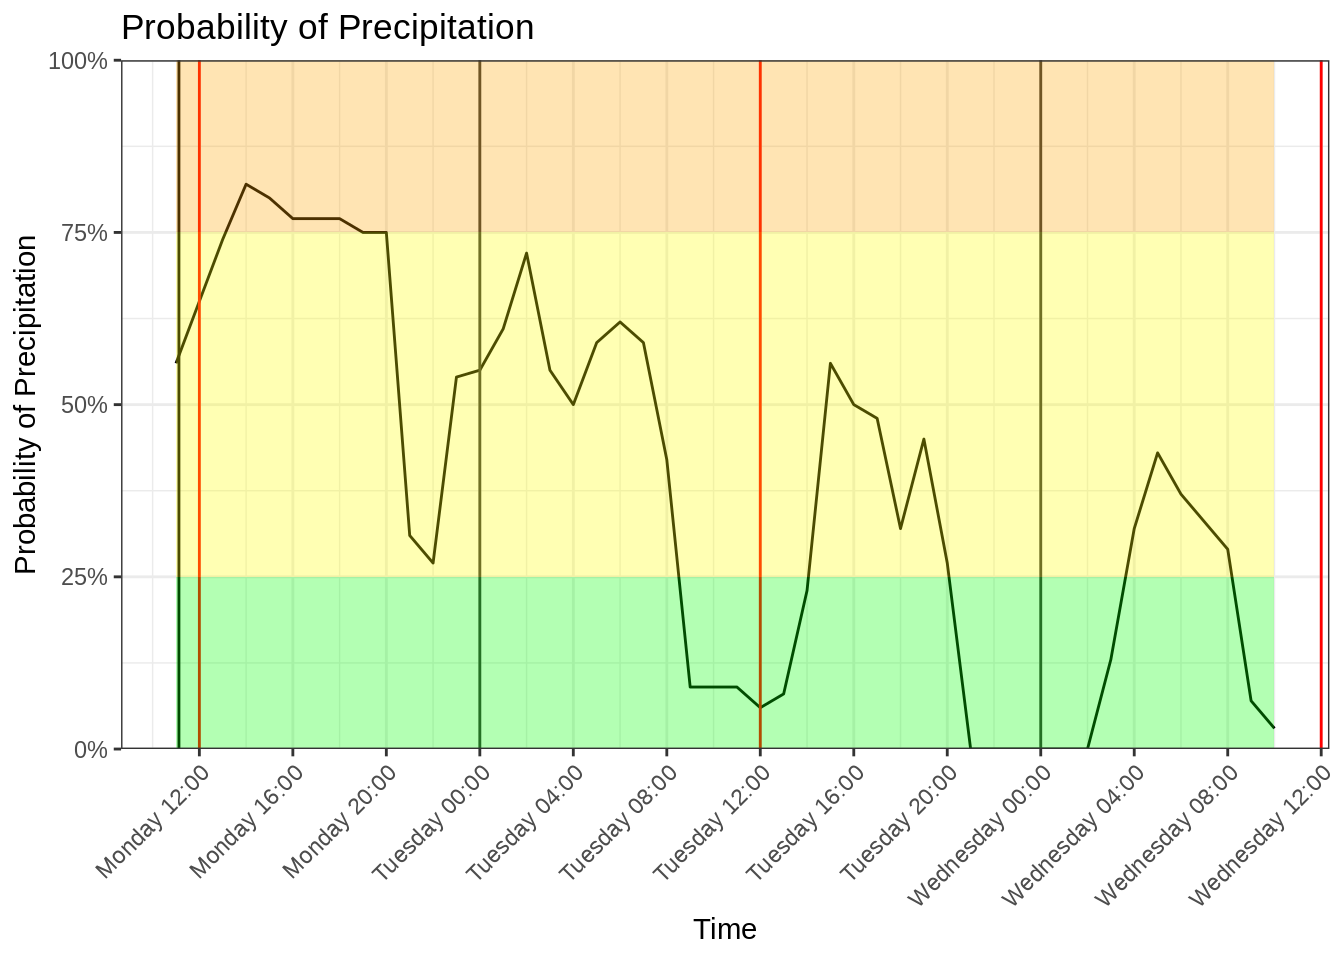 Probability of Precipitation
Probability of Precipitation
100%
75%
50%
25%
0%
Monday 12:00
Monday 16:00
Monday 20:00
Tuesday 00:00
Tuesday 04:00
Tuesday 08:00
Tuesday 12:00
Tuesday 16:00
Tuesday 20:00
Wednesday 00:00
Wednesday 04:00
Wednesday 08:00
Wednesday 12:00
Time